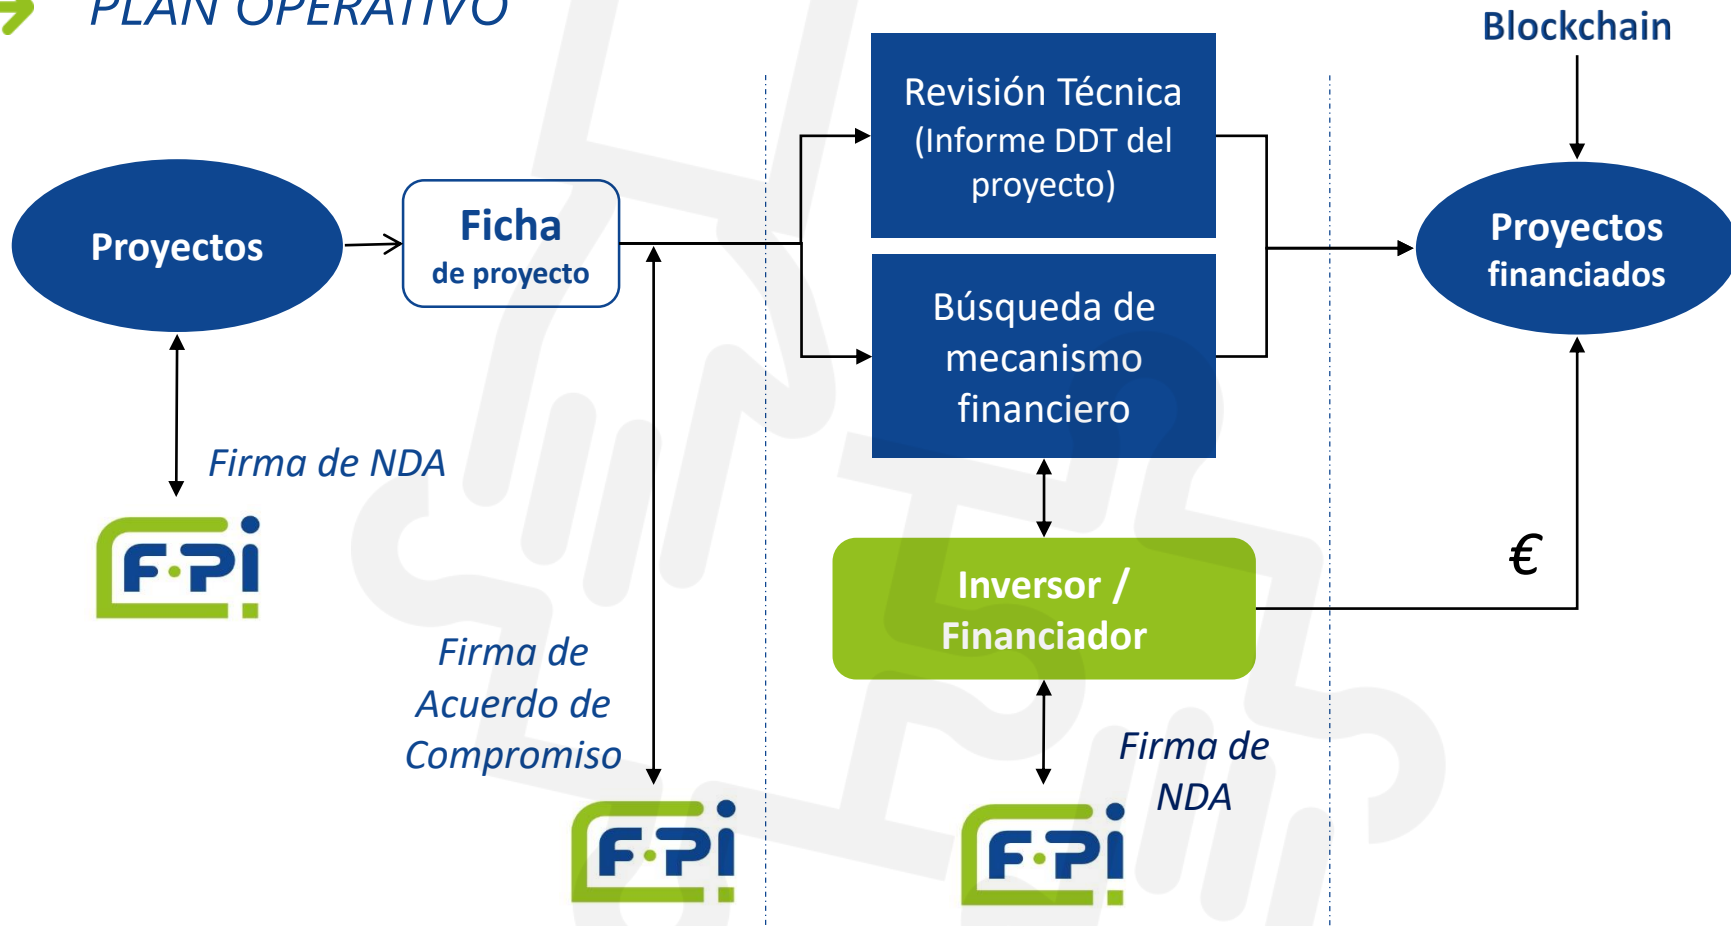 PLAN OPERATIVO
Blockchain
Revisión Técnica
(Informe DDT del
proyecto)
Proyectos
Ficha
de proyecto
Proyectos
financiados
Búsqueda de
mecanismo
financiero
Firma de NDA
F·Pi
€
Inversor /
Financiador
Firma de
Acuerdo de
Compromiso
Firma de
NDA
F·Pi
F·Pi